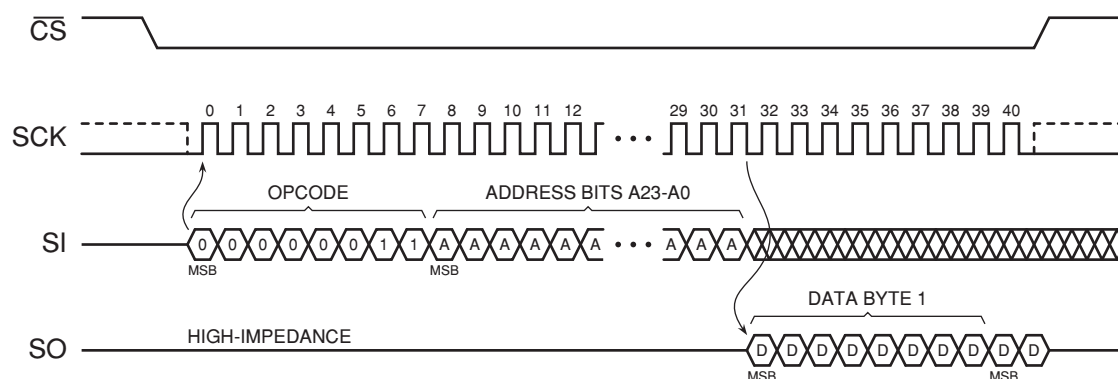 CS
0 1 2 3 4 5 6 7 8 9 10 11 12 29 30 31 32 33 34 35 36 37 38 39 40
SCK
OPCODE ADDRESS BITS A23-A0
SI 0 0 0 0 0 0 1 1 A A A A A A A A A
MSB MSB
DATA BYTE 1
HIGH-IMPEDANCE
SO D D D D D D D D D D
MSB MSB